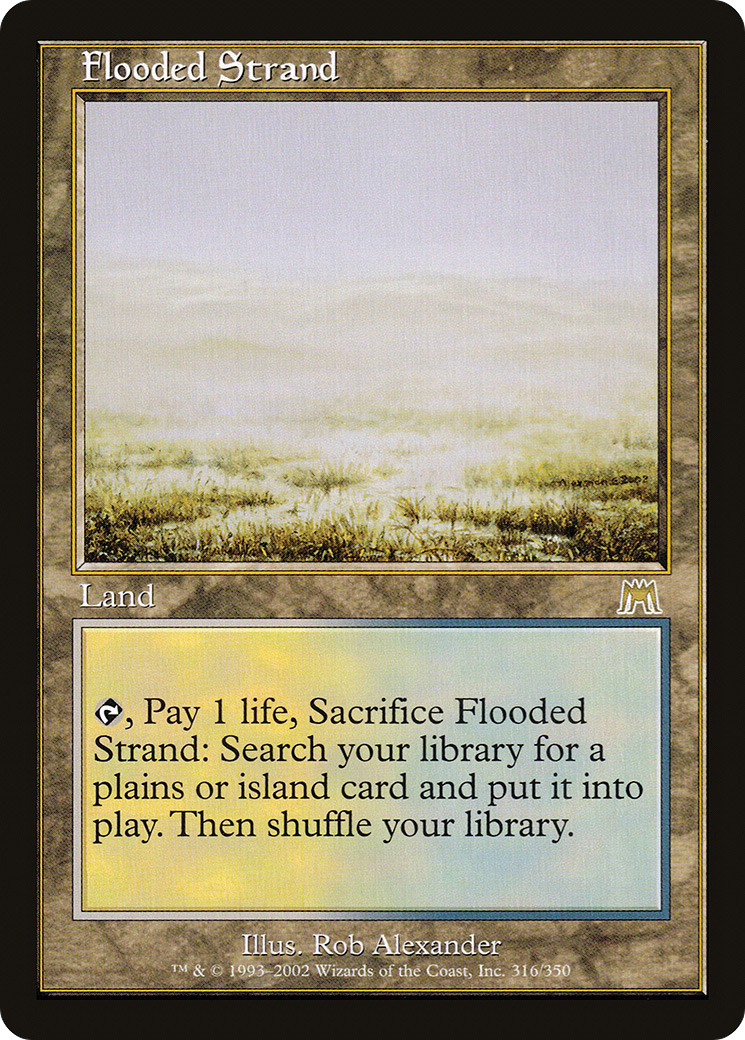 Flooded Strand
Land
, Pay 1 life, Sacrifice Flooded
Strand: Search your library for a
plains or island card and put it into
play. Then shuffle your library.
Illus. Rob Alexander
™ & © 1993–2002 Wizards of the Coast, Inc. 316/350